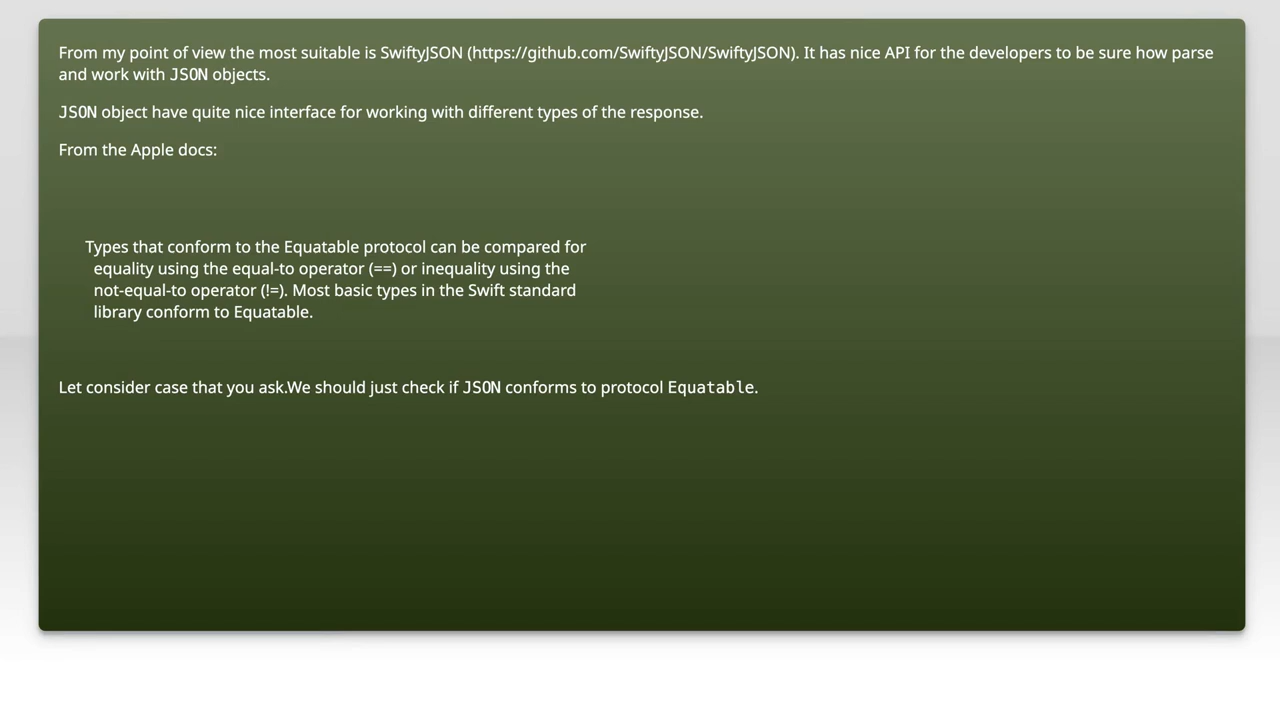 From my point of view the most suitable is SwiftyJSON (https://github.com/SwiftyJSON/SwiftyJSON). It has nice API for the developers to be sure how parse
and work with JSON objects.
JSON object have quite nice interface for working with different types of the response.
From the Apple docs:
Types that conform to the Equatable protocol can be compared for
equality using the equal-to operator (==) or inequality using the
not-equal-to operator (!=). Most basic types in the Swift standard
library conform to Equatable.
Let consider case that you ask.We should just check if JSON conforms to protocol Equatable.